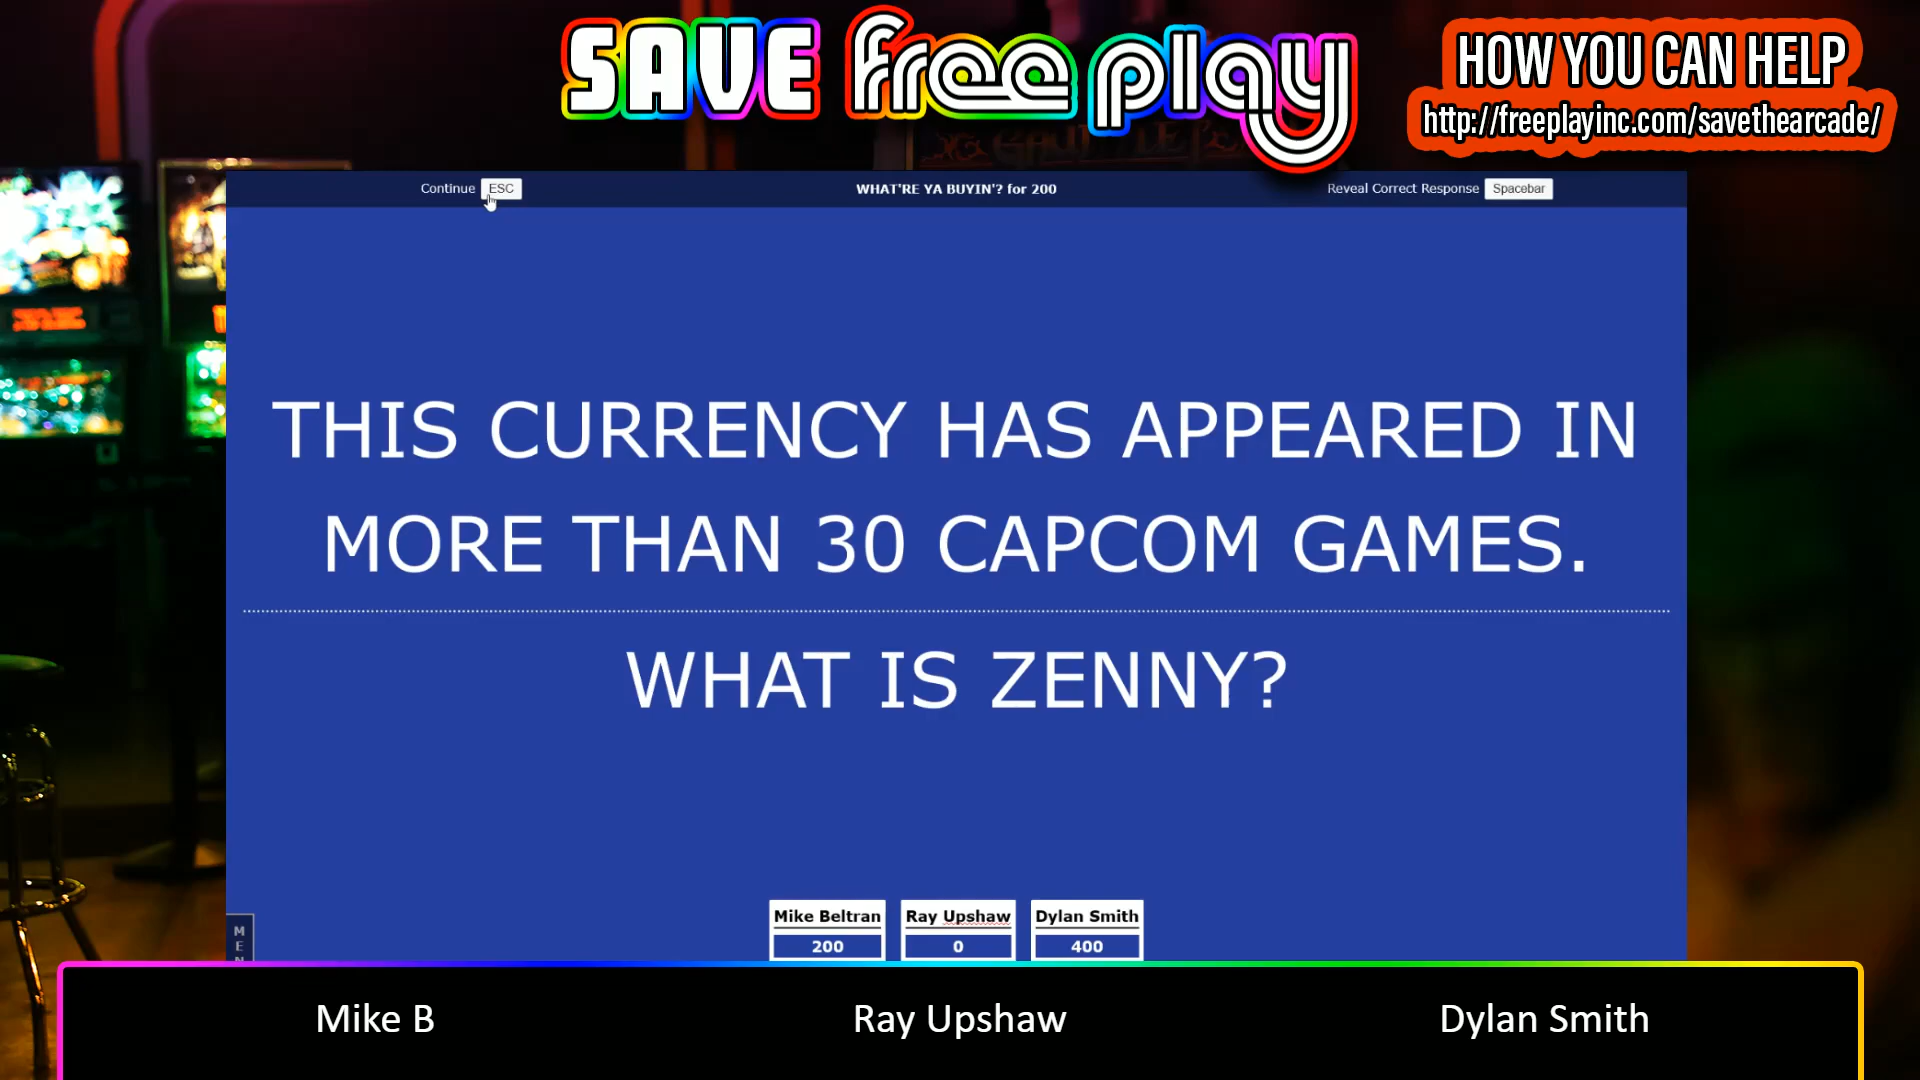 SAVE free play
HOW YOU CAN HELP
http://freeplayinc.com/savethearcade/
Continue ESC
WHAT'RE YA BUYIN'? for 200
Reveal Correct Response Spacebar
THIS CURRENCY HAS APPEARED IN
MORE THAN 30 CAPCOM GAMES.
WHAT IS ZENNY?
MEN
Mike Beltran Ray Upshaw Dylan Smith
200 0 400
Mike B Ray Upshaw Dylan Smith